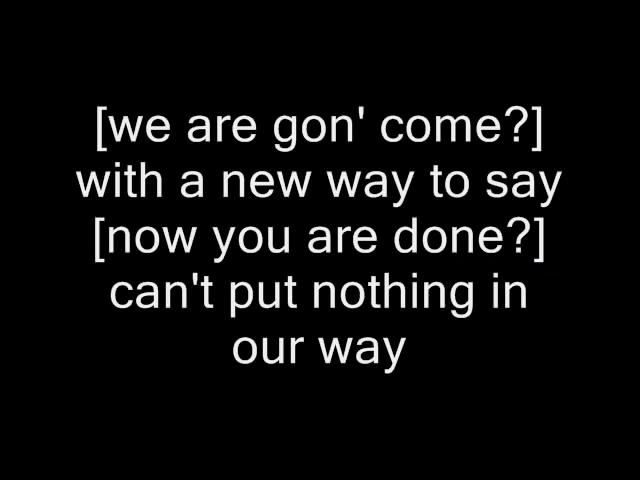 [we are gon' come?]
with a new way to say
[now you are done?]
can't put nothing in
our way